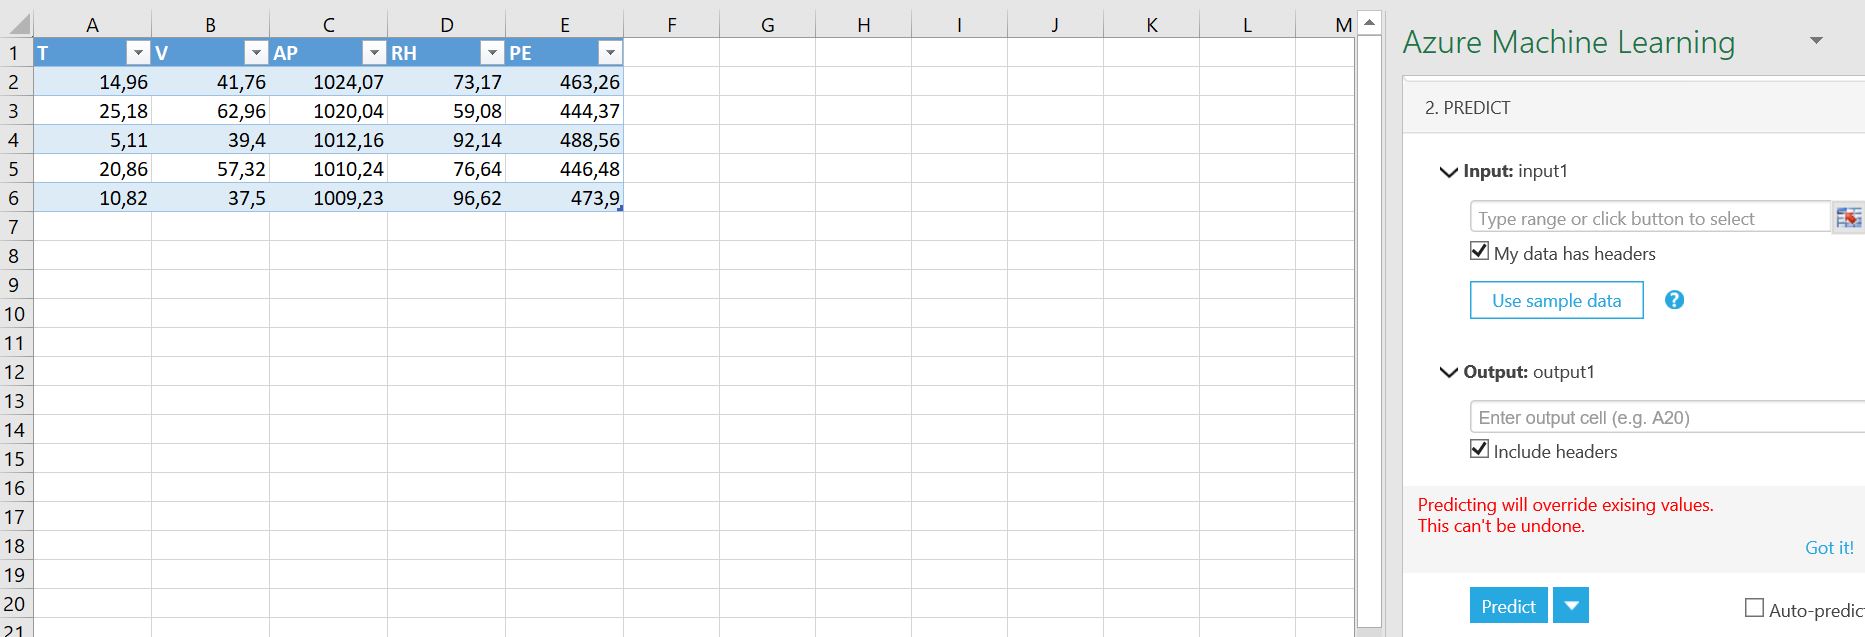 A B C D E F G H I J K L M
1 T V AP RH PE
2 14,96 41,76 1024,07 73,17 463,26
3 25,18 62,96 1020,04 59,08 444,37
4 5,11 39,4 1012,16 92,14 488,56
5 20,86 57,32 1010,24 76,64 446,48
6 10,82 37,5 1009,23 96,62 473,9
7
8
9
10
11
12
13
14
15
16
17
18
19
20
21
Azure Machine Learning
2. PREDICT
Input: input1
Type range or click button to select
My data has headers
Use sample data ?
Output: output1
Enter output cell (e.g. A20)
Include headers
Predicting will override exising values.
This can't be undone.
Got it!
Predict Auto-predic